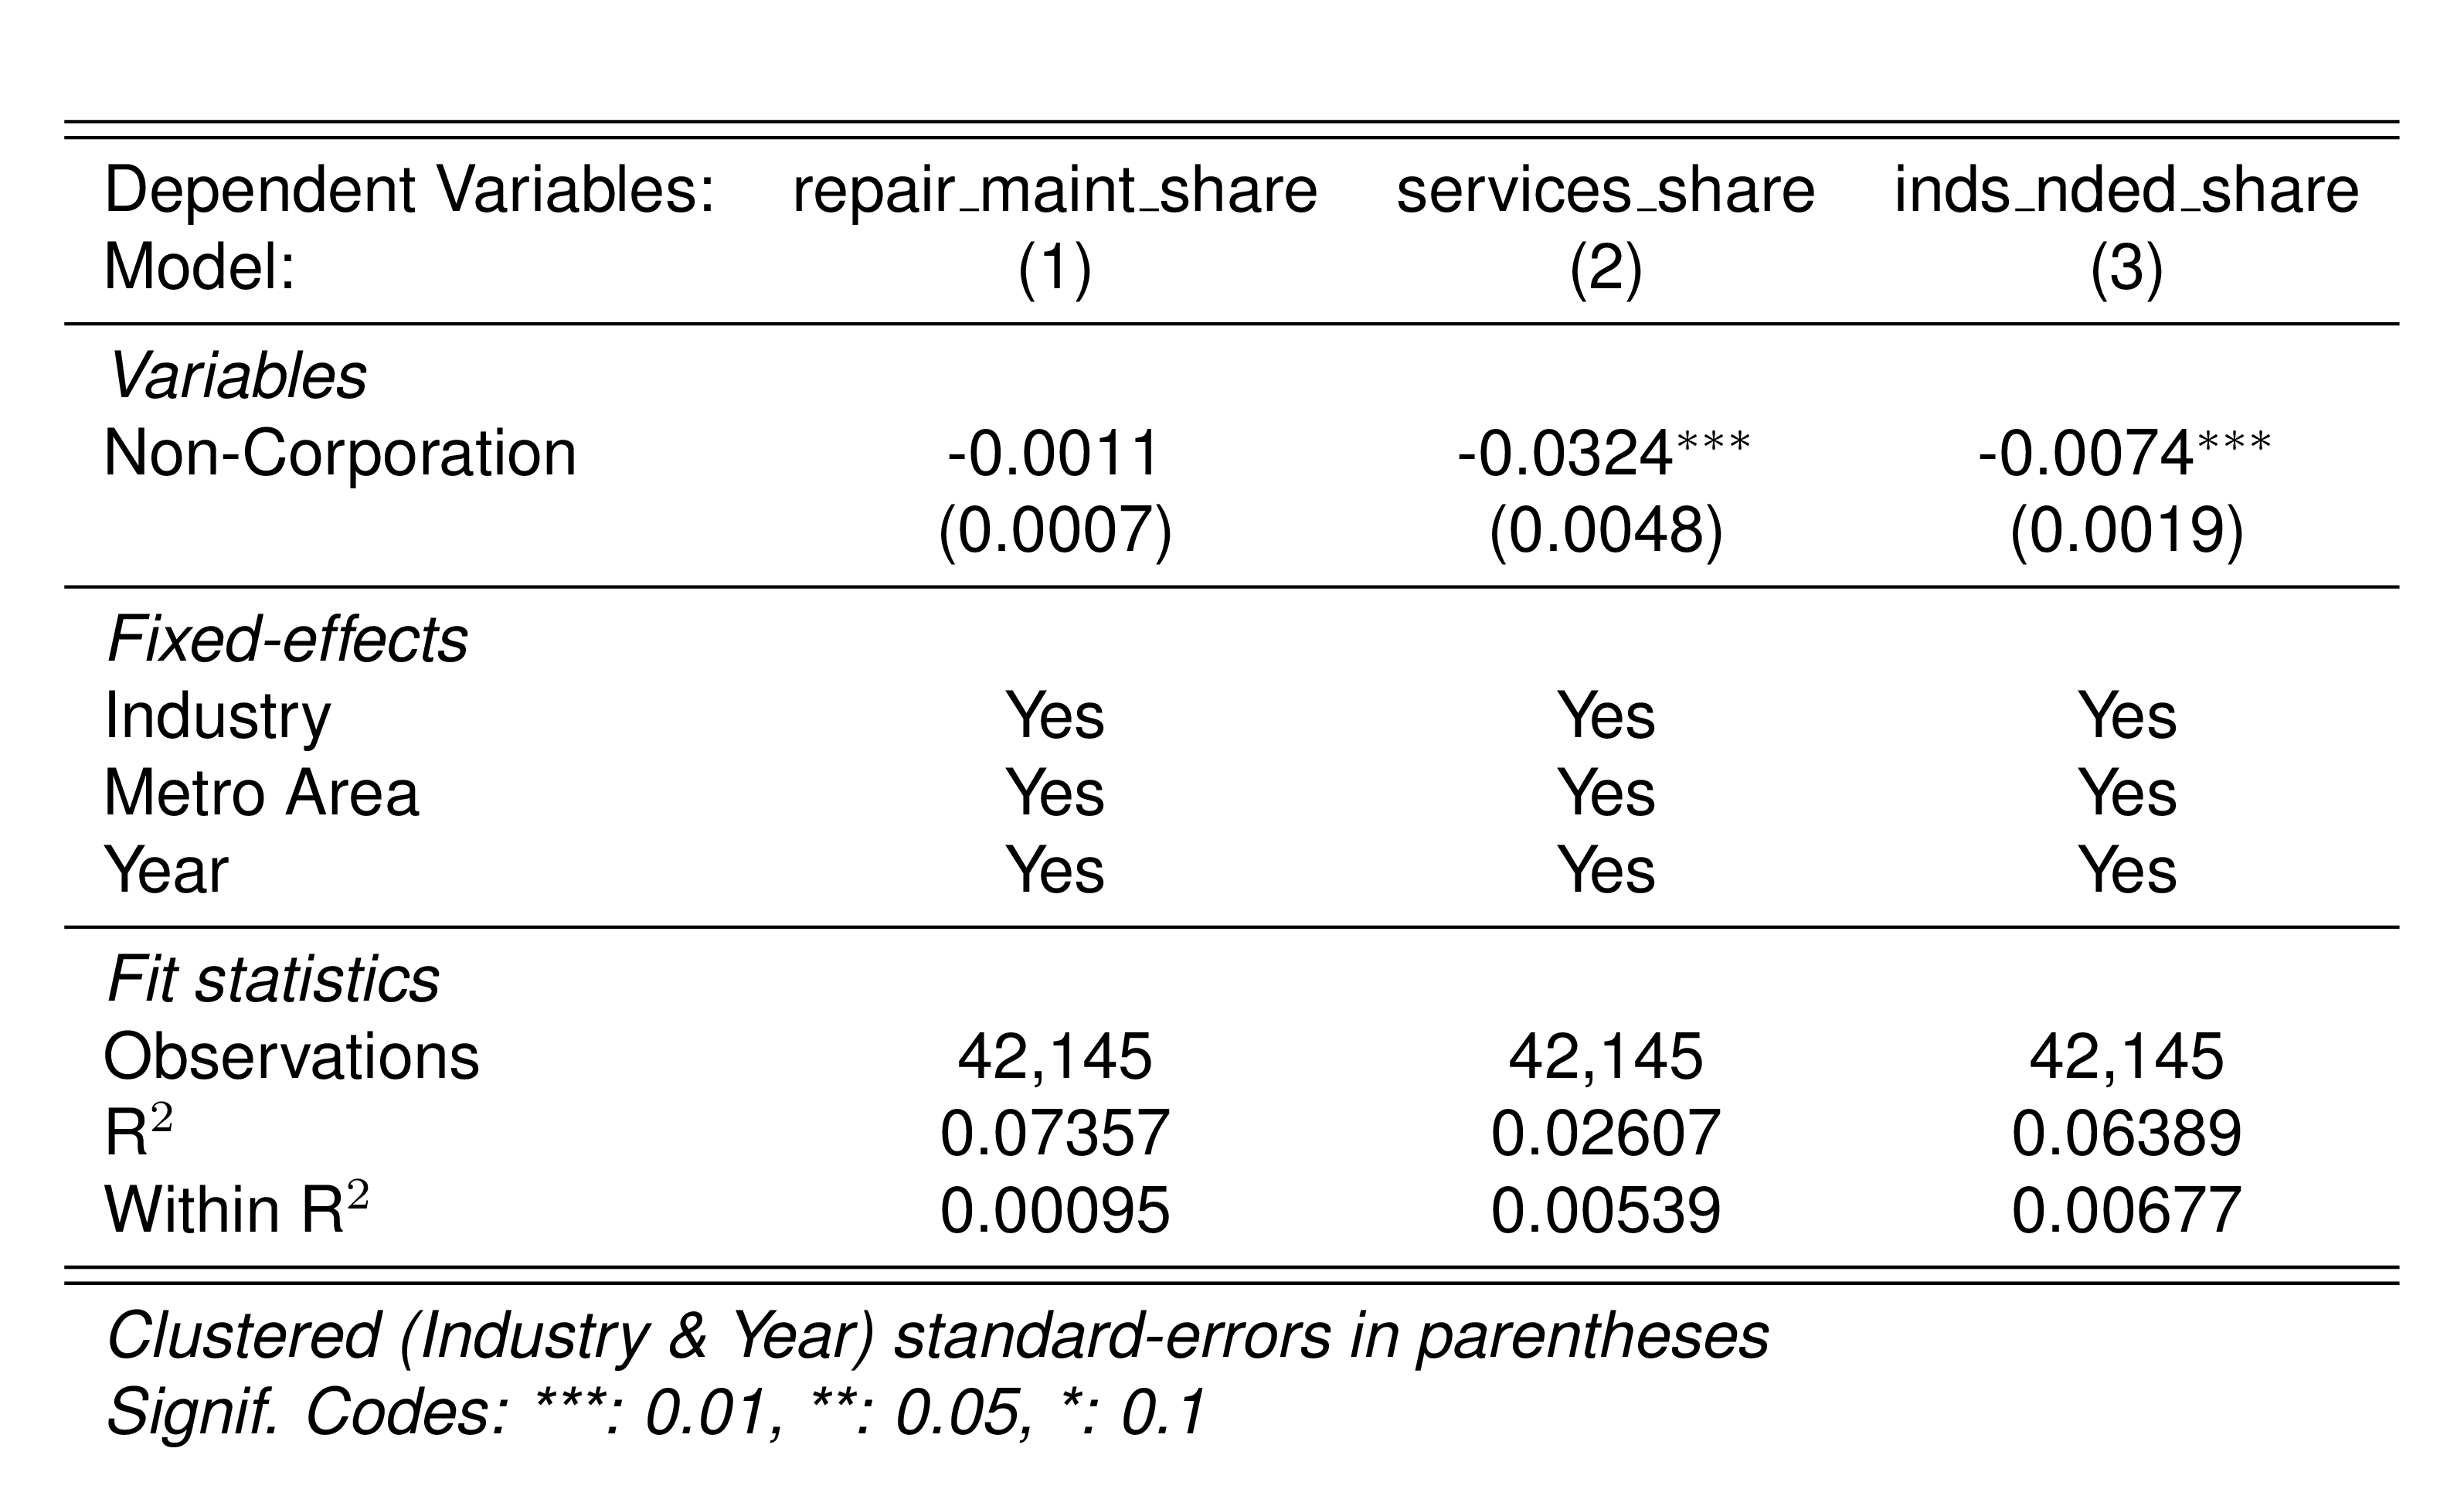 Dependent Variables: repair_maint_share services_share inds_nded_share
Model: (1) (2) (3)
Variables
Non-Corporation -0.0011 -0.0324*** -0.0074***
(0.0007) (0.0048) (0.0019)
Fixed-effects
Industry Yes Yes Yes
Metro Area Yes Yes Yes
Year Yes Yes Yes
Fit statistics
Observations 42,145 42,145 42,145
R² 0.07357 0.02607 0.06389
Within R² 0.00095 0.00539 0.00677
Clustered (Industry & Year) standard-errors in parentheses
Signif. Codes: ***: 0.01, **: 0.05, *: 0.1